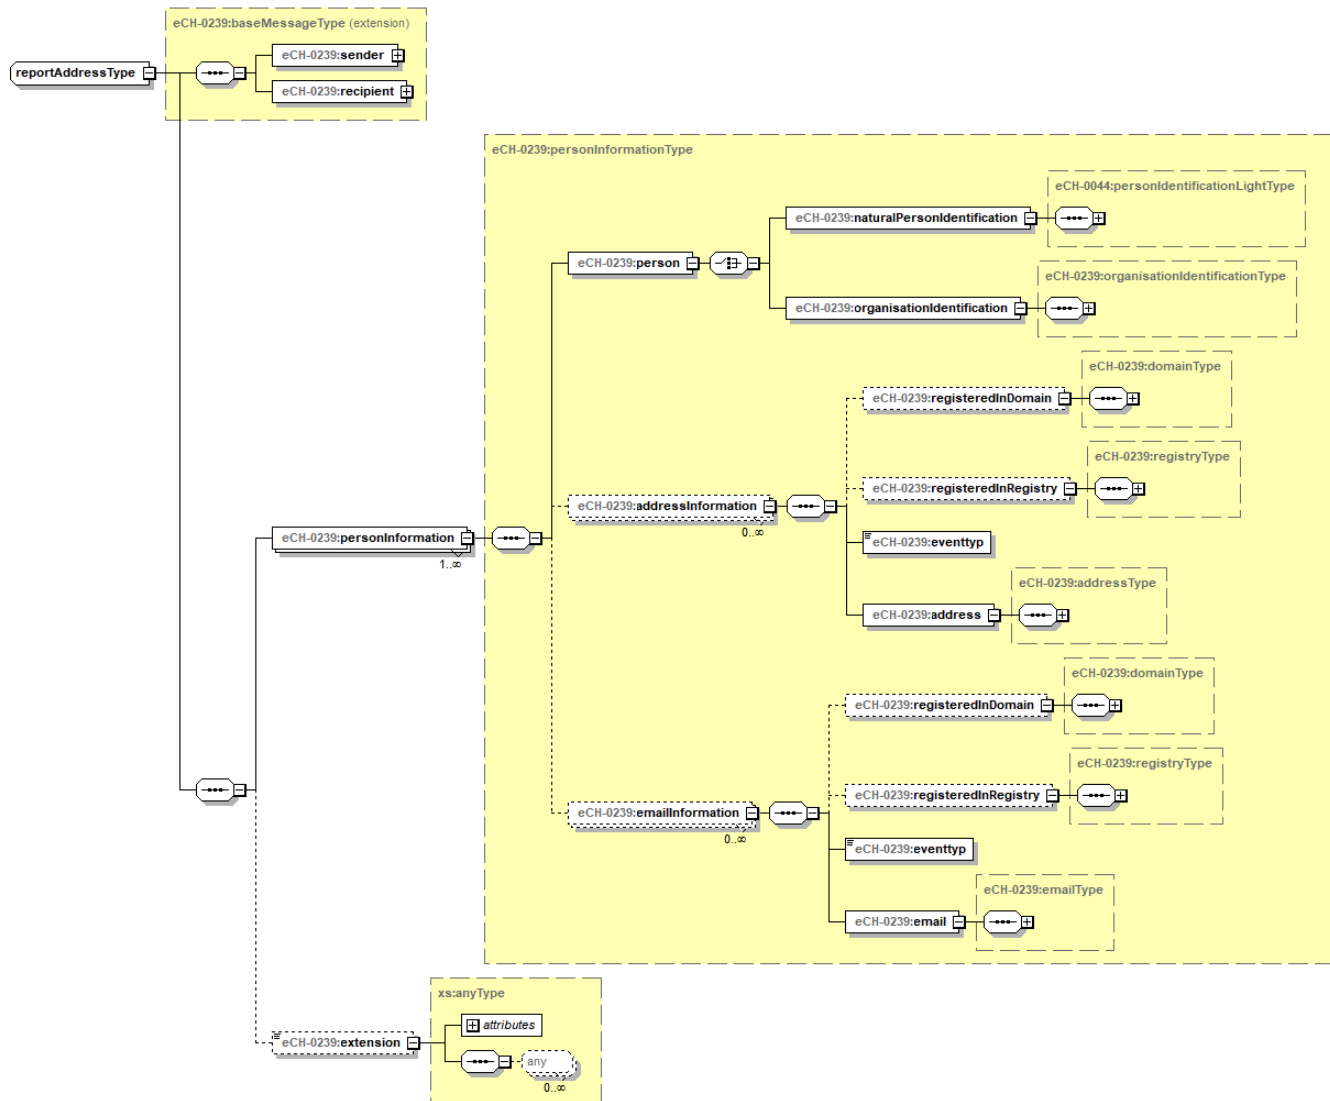 eCH-0239:baseMessageType (extension)
eCH-0239:sender
reportAddressType
eCH-0239:recipient
eCH-0239:personInformationType
eCH-0044:personIdentificationLightType
eCH-0239:naturalPersonIdentification
eCH-0239:person
eCH-0239:organisationIdentificationType
eCH-0239:organisationIdentification
eCH-0239:domainType
eCH-0239:registeredInDomain
eCH-0239:registryType
eCH-0239:registeredInRegistry
eCH-0239:addressInformation
0..∞
eCH-0239:eventtyp
eCH-0239:personInformation
1..∞
eCH-0239:addressType
eCH-0239:address
eCH-0239:domainType
eCH-0239:registeredInDomain
eCH-0239:registryType
eCH-0239:registeredInRegistry
eCH-0239:emailInformation
0..∞
eCH-0239:eventtyp
eCH-0239:emailType
eCH-0239:email
xs:anyType
attributes
eCH-0239:extension
any
0..∞